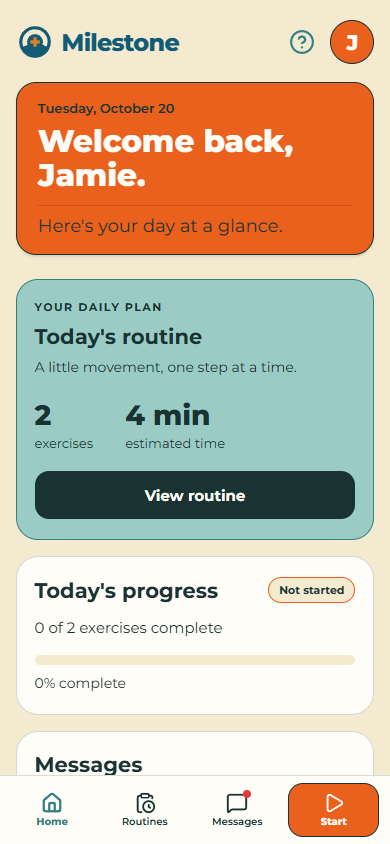 Milestone
J
Tuesday, October 20
Welcome back,
Jamie.
Here's your day at a glance.
YOUR DAILY PLAN
Today's routine
A little movement, one step at a time.
2
exercises
4 min
estimated time
View routine
Today's progress
Not started
0 of 2 exercises complete
0% complete
Messages
Home
Routines
Messages
Start